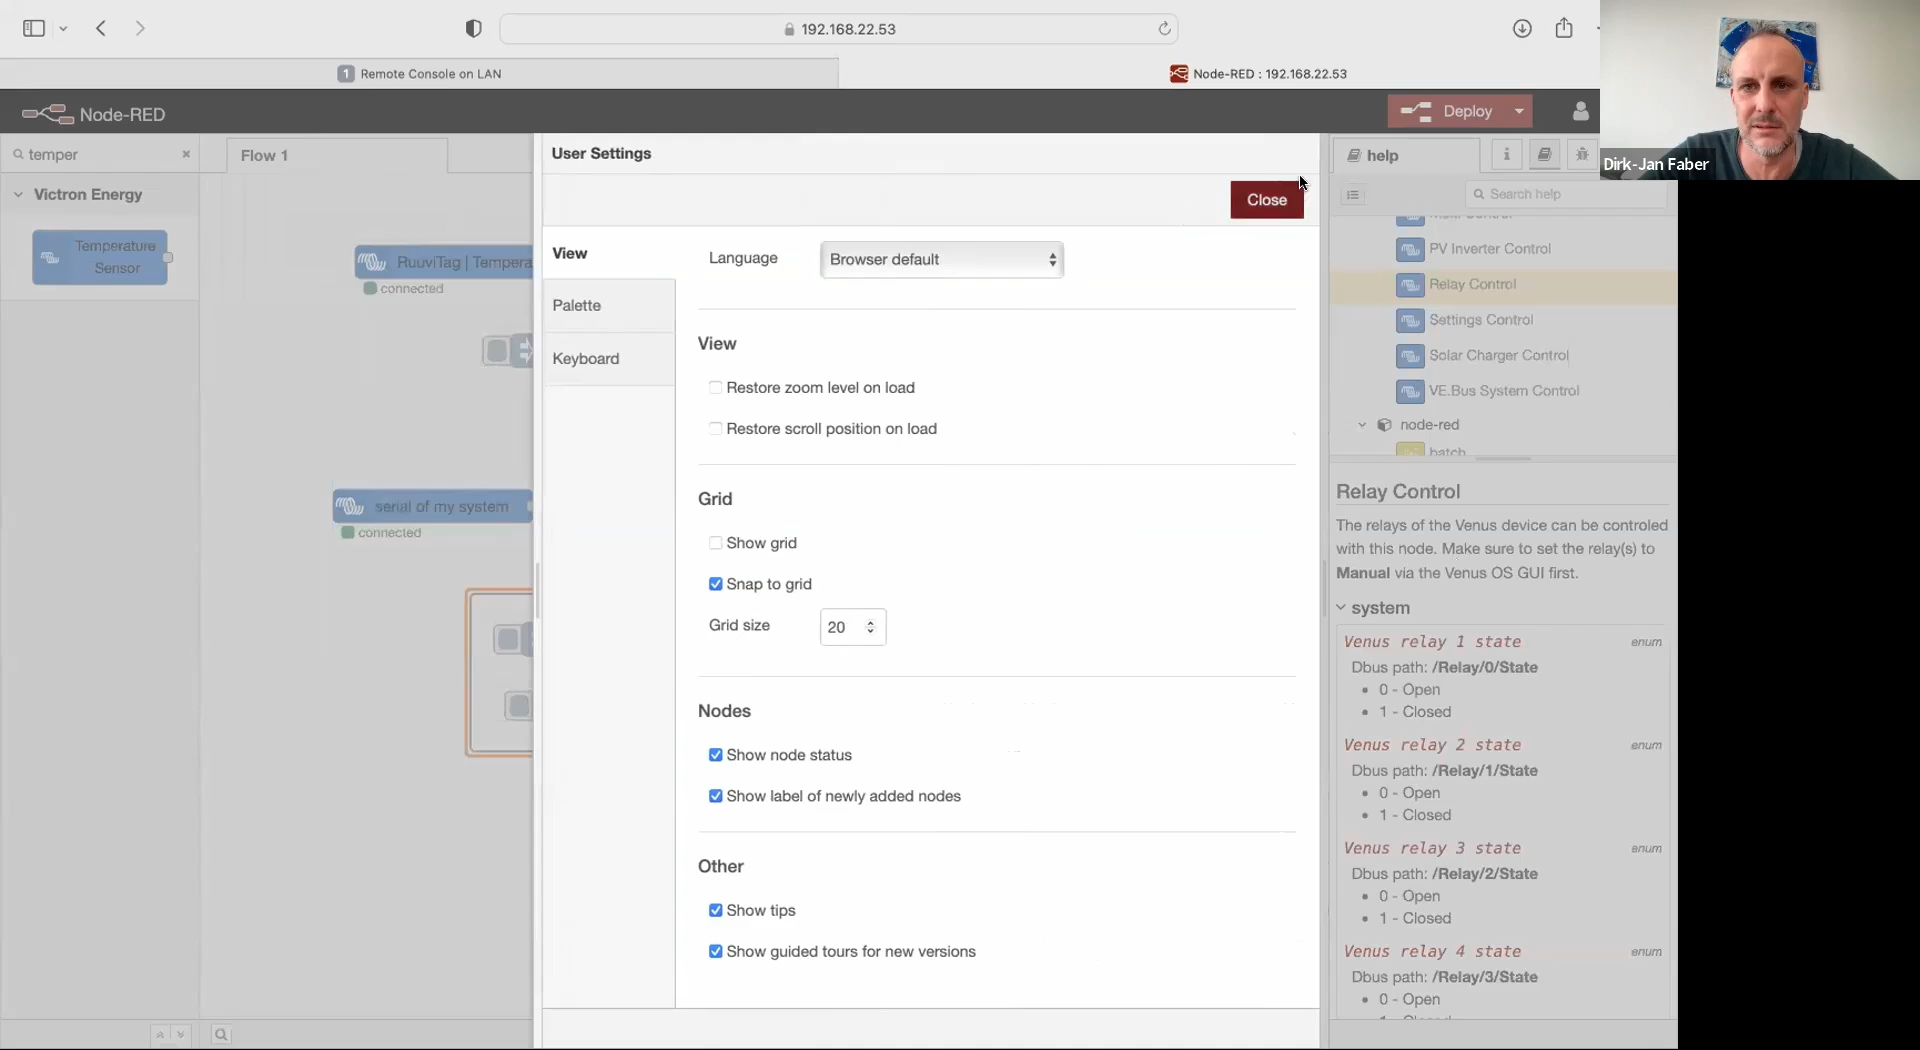 192.168.22.53
1 Remote Console on LAN
Node-RED : 192.168.22.53
Node-RED
Deploy
Dirk-Jan Faber
temper
Flow 1
User Settings
help
Victron Energy
Close
Search help
Temperature
Sensor
RuuviTag | Tempera
connected
serial of my system
connected
View
Palette
Keyboard
Language
Browser default
View
Restore zoom level on load
Restore scroll position on load
Grid
Show grid
Snap to grid
Grid size
20
Nodes
Show node status
Show label of newly added nodes
Other
Show tips
Show guided tours for new versions
PV Inverter Control
Relay Control
Settings Control
Solar Charger Control
VE.Bus System Control
node-red
batch
Relay Control
The relays of the Venus device can be controled
with this node. Make sure to set the relay(s) to
Manual via the Venus OS GUI first.
system
Venus relay 1 state enum
Dbus path: /Relay/0/State
• 0 - Open
• 1 - Closed
Venus relay 2 state enum
Dbus path: /Relay/1/State
• 0 - Open
• 1 - Closed
Venus relay 3 state enum
Dbus path: /Relay/2/State
• 0 - Open
• 1 - Closed
Venus relay 4 state enum
Dbus path: /Relay/3/State
• 0 - Open